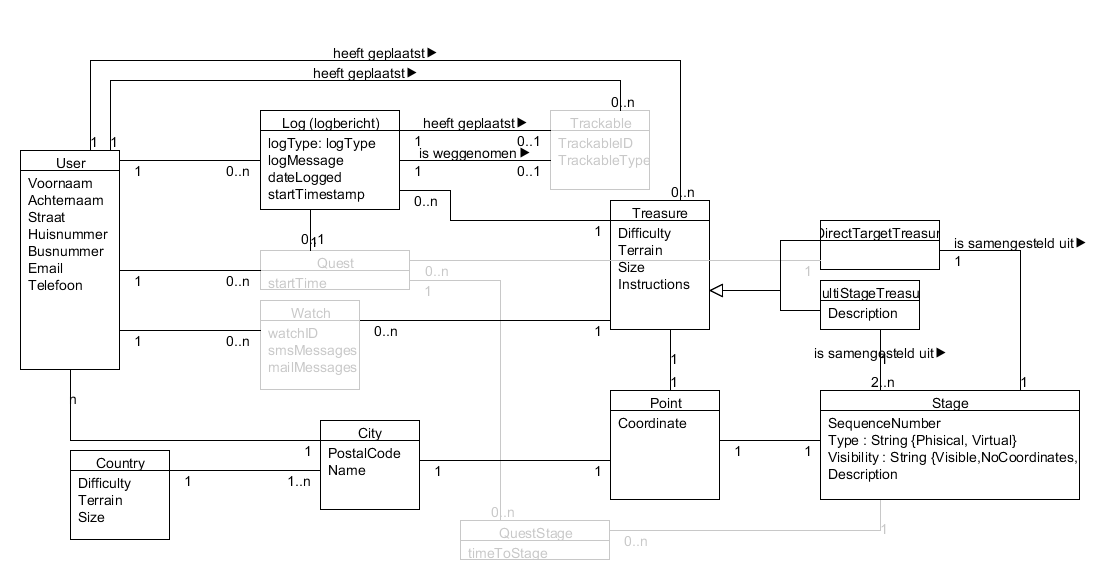 heeft geplaatst
heeft geplaatst
0..n
1
1
User
Voornaam
Achternaam
Straat
Huisnummer
Busnummer
Email
Telefoon
1
0..n
Log (logbericht)
logType: logType
logMessage
dateLogged
startTimestamp
heeft geplaatst
1
0..1
is weggenomen
1
0..1
Trackable
TrackableID
TrackableType
0..n
0..n
1
Treasure
Difficulty
Terrain
Size
Instructions
DirectTargetTreasur
is samengesteld uit
1
1
ultiStageTreasu
Description
0..1
1
1
0..n
Quest
startTime
0..n
1
1
0..n
Watch
watchID
smsMessages
mailMessages
0..n
1
is samengesteld uit
1
2..n
1
1
1
n
Point
Coordinate
1
1
Stage
SequenceNumber
Type : String {Phisical, Virtual}
Visibility : String {Visible,NoCoordinates,
Description
City
PostalCode
Name
1
1
1
Country
Difficulty
Terrain
Size
1
1..n
0..n
QuestStage
timeToStage
0..n
1